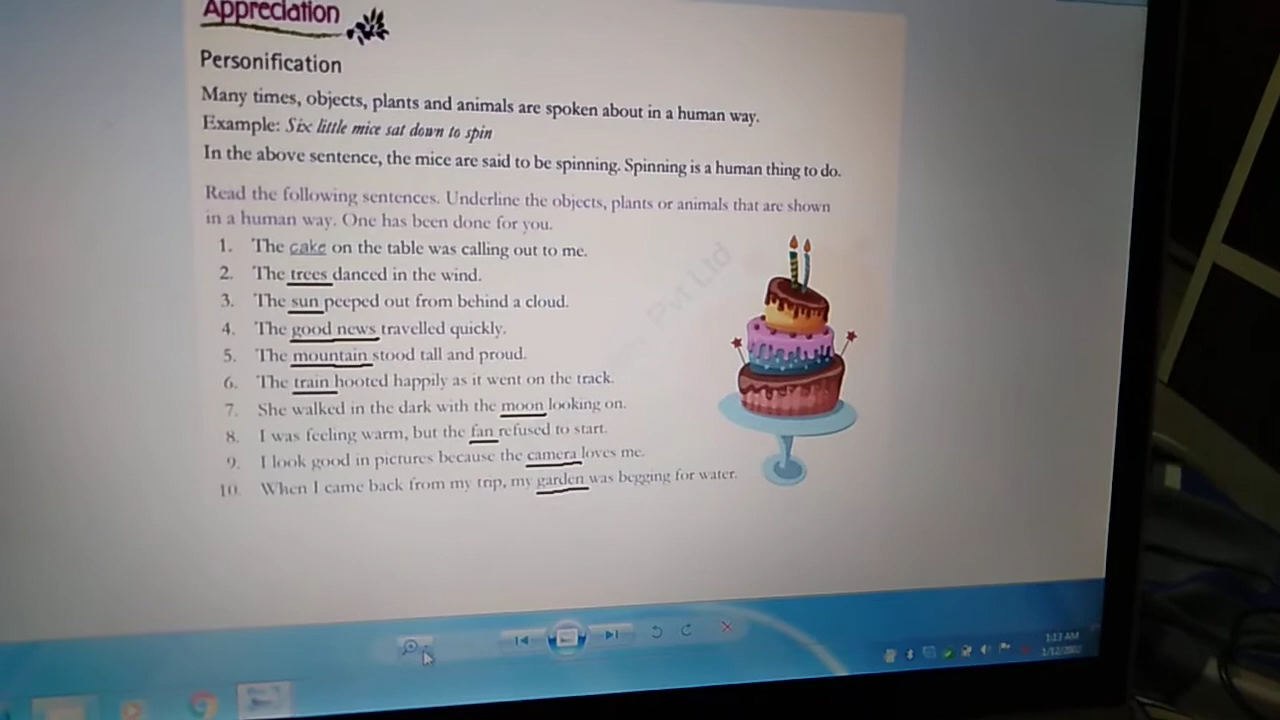 Appreciation
Personification
Many times, objects, plants and animals are spoken about in a human way.
Example: Six little mice sat down to spin
In the above sentence, the mice are said to be spinning. Spinning is a human thing to do.
Read the following sentences. Underline the objects, plants or animals that are shown
in a human way. One has been done for you.
1. The cake on the table was calling out to me.
2. The trees danced in the wind.
3. The sun peeped out from behind a cloud.
4. The good news travelled quickly.
5. The mountain stood tall and proud.
6. The train hooted happily as it went on the track.
7. She walked in the dark with the moon looking on.
8. I was feeling warm, but the fan refused to start.
9. I look good in pictures because the camera loves me.
10. When I came back from my trip, my garden was begging for water.
Pvt Ltd
1:13 AM
1/12/2002